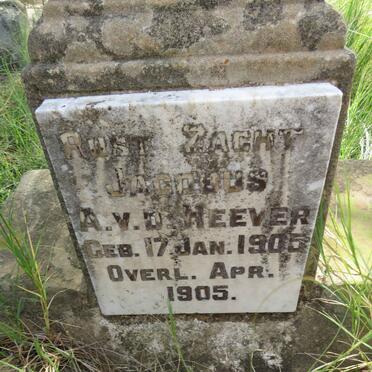 RUST ZACHT
JACOBUS
A.V.D. HEEVER
GEB. 17 JAN. 1905
OVERL. APR.
1905.